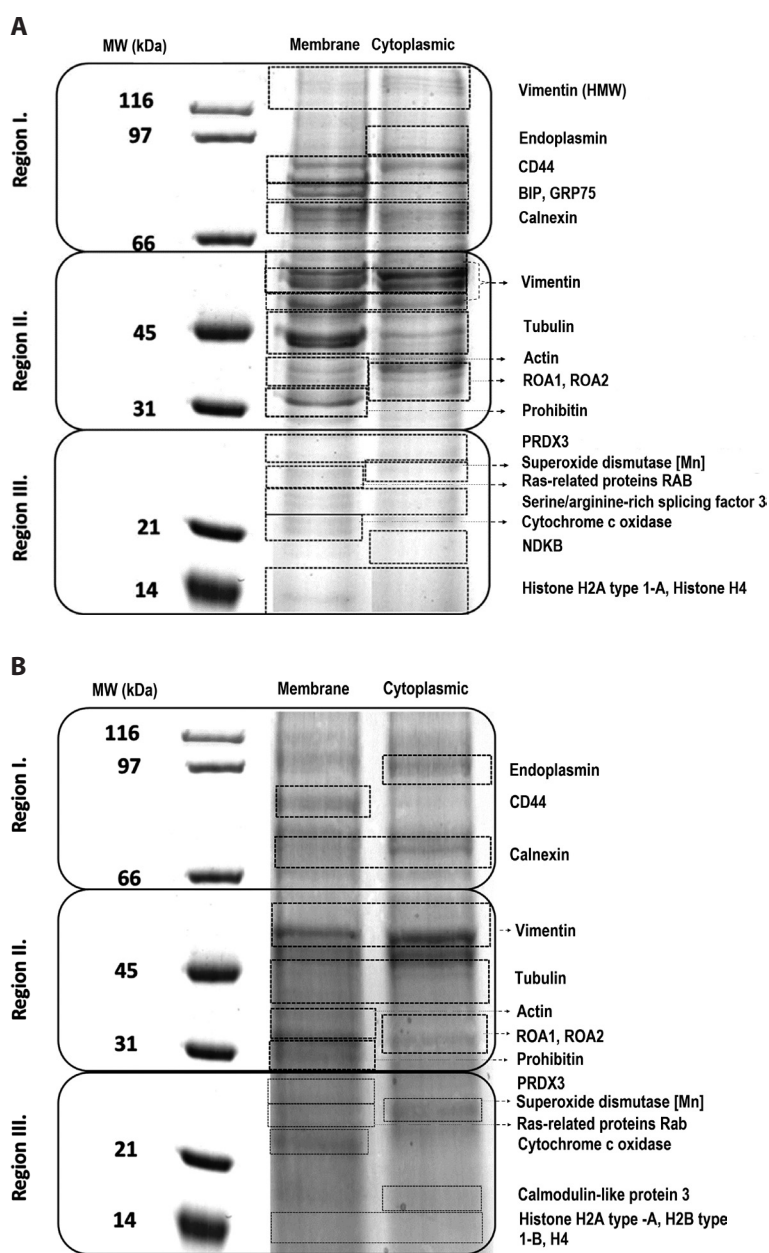 A
MW (kDa)
Membrane
Cytoplasmic
Region I.
116
97
66
Vimentin (HMW)
Endoplasmin
CD44
BIP, GRP75
Calnexin
Region II.
45
31
Vimentin
Tubulin
Actin
ROA1, ROA2
Prohibitin
Region III.
21
14
PRDX3
Superoxide dismutase [Mn]
Ras-related proteins RAB
Serine/arginine-rich splicing factor 3
Cytochrome c oxidase
NDKB
Histone H2A type 1-A, Histone H4
B
MW (kDa)
Membrane
Cytoplasmic
Region I.
116
97
66
Endoplasmin
CD44
Calnexin
Region II.
45
31
Vimentin
Tubulin
Actin
ROA1, ROA2
Prohibitin
Region III.
21
14
PRDX3
Superoxide dismutase [Mn]
Ras-related proteins Rab
Cytochrome c oxidase
Calmodulin-like protein 3
Histone H2A type -A, H2B type
1-B, H4